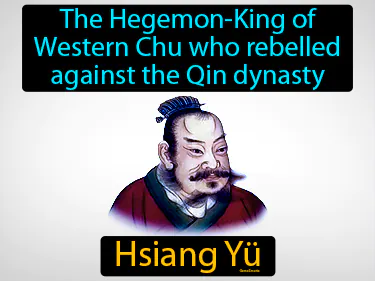 The Hegemon-King of
Western Chu who rebelled
against the Qin dynasty
Hsiang Yü